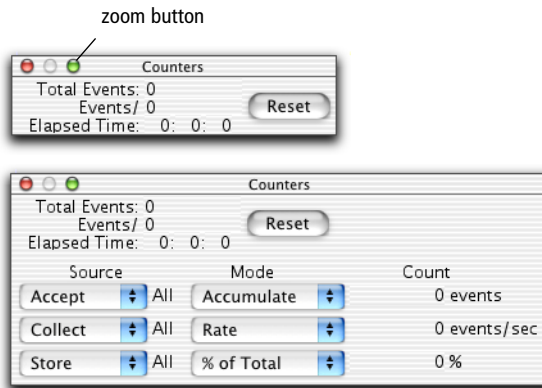 zoom button
Counters
Total Events: 0
Events/ 0
Reset
Elapsed Time: 0: 0: 0
Counters
Total Events: 0
Events/ 0
Reset
Elapsed Time: 0: 0: 0
Source Mode Count
Accept All Accumulate 0 events
Collect All Rate 0 events/sec
Store All % of Total 0 %